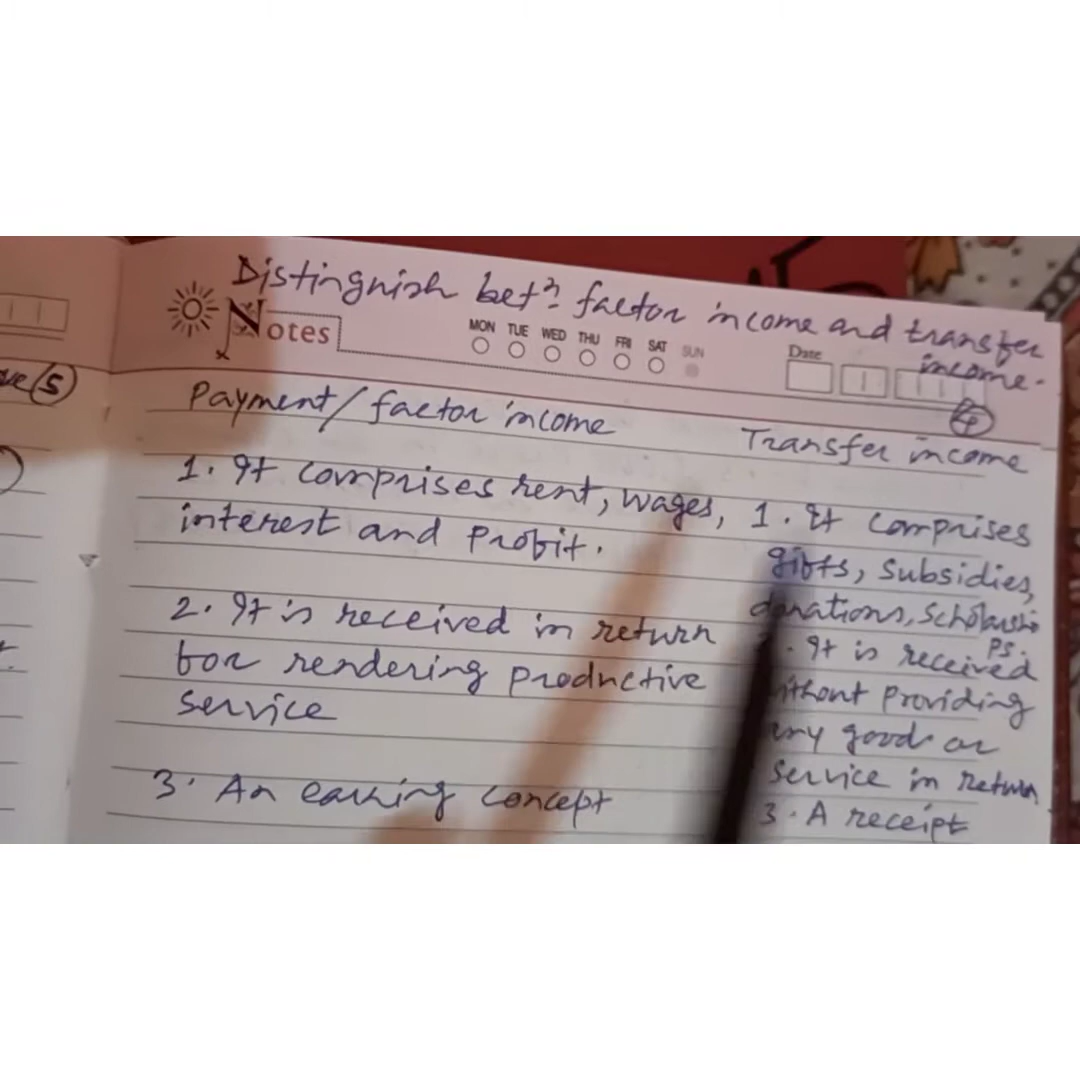 Distinguish betn factor income and transfer
income.
Notes
MON TUE WED THU FRI SAT SUN
Date
4
Payment/factor income
1. It comprises rent, wages,
interest and profit.
2. It is received in return
for rendering productive
service
3. An earning concept
Transfer income
1. It comprises
gifts, subsidies,
donations, scholarships.
It is received
without providing
any good or
service in return
3. A receipt